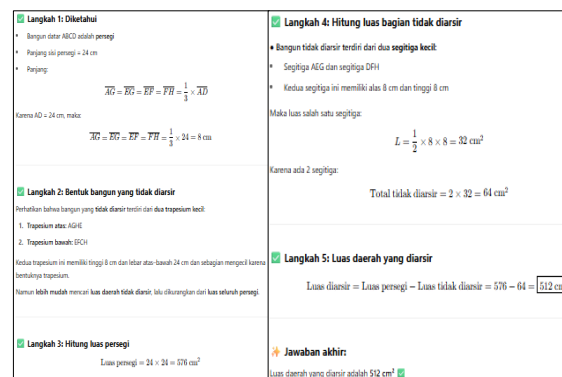 ✅ Langkah 1: Diketahui
• Bangun datar ABCD adalah persegi
• Panjang sisi persegi = 24 cm
• Panjang:
AG = EG = EF = FH = 1/3 × AD
Karena AD = 24 cm, maka:
AG = EG = EF = FH = 1/3 × 24 = 8 cm
✅ Langkah 2: Bentuk bangun yang tidak diarsir
Perhatikan bahwa bangun yang tidak diarsir terdiri dari dua trapesium kecil:
1. Trapesium atas: AGHE
2. Trapesium bawah: EFCH
Kedua trapesium ini memiliki tinggi 8 cm dan lebar atas-bawah 24 cm dan sebagian mengecil karena
bentuknya trapesium.
Namun lebih mudah mencari luas daerah tidak diarsir, lalu dikurangkan dari luas seluruh persegi.
✅ Langkah 3: Hitung luas persegi
Luas persegi = 24 × 24 = 576 cm²
✅ Langkah 4: Hitung luas bagian tidak diarsir
• Bangun tidak diarsir terdiri dari dua segitiga kecil:
• Segitiga AEG dan segitiga DFH
• Kedua segitiga ini memiliki alas 8 cm dan tinggi 8 cm
Maka luas salah satu segitiga:
L = 1/2 × 8 × 8 = 32 cm²
Karena ada 2 segitiga:
Total tidak diarsir = 2 × 32 = 64 cm²
✅ Langkah 5: Luas daerah yang diarsir
Luas diarsir = Luas persegi − Luas tidak diarsir = 576 − 64 = 512 cm
✨ Jawaban akhir:
Luas daerah yang diarsir adalah 512 cm² ✅